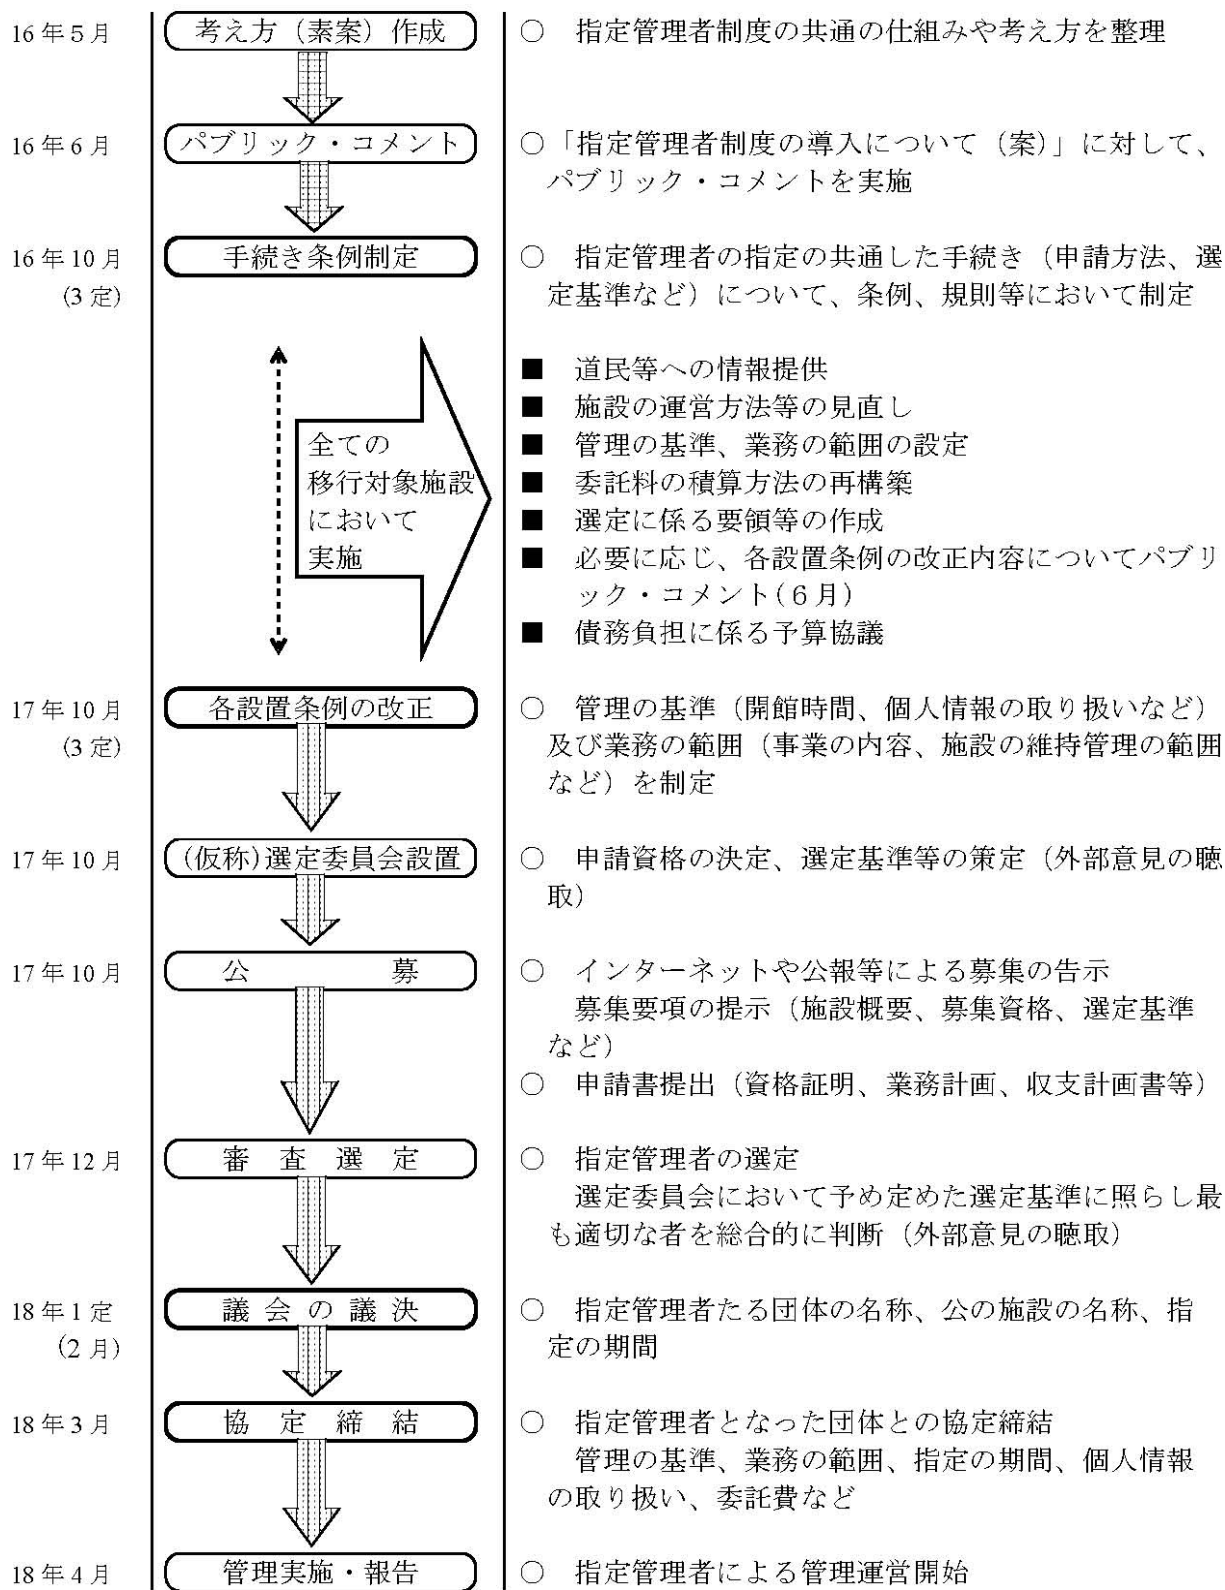 16年5月
考え方（素案）作成
○　指定管理者制度の共通の仕組みや考え方を整理
16年6月
パブリック・コメント
○「指定管理者制度の導入について（案）」に対して、
パブリック・コメントを実施
16年10月
(3定)
手続き条例制定
○　指定管理者の指定の共通した手続き（申請方法、選
定基準など）について、条例、規則等において制定
全ての
移行対象施設
において
実施
■　道民等への情報提供
■　施設の運営方法等の見直し
■　管理の基準、業務の範囲の設定
■　委託料の積算方法の再構築
■　選定に係る要領等の作成
■　必要に応じ、各設置条例の改正内容についてパブリ
ック・コメント(６月)
■　債務負担に係る予算協議
17年10月
(3定)
各設置条例の改正
○　管理の基準（開館時間、個人情報の取り扱いなど）
及び業務の範囲（事業の内容、施設の維持管理の範囲
など）を制定
17年10月
(仮称)選定委員会設置
○　申請資格の決定、選定基準等の策定（外部意見の聴
取）
17年10月
公　　　　募
○　インターネットや公報等による募集の告示
募集要項の提示（施設概要、募集資格、選定基準
など）
○　申請書提出（資格証明、業務計画、収支計画書等）
17年12月
審　査　選　定
○　指定管理者の選定
選定委員会において予め定めた選定基準に照らし最
も適切な者を総合的に判断（外部意見の聴取）
18年1定
(2月)
議会の議決
○　指定管理者たる団体の名称、公の施設の名称、指
定の期間
18年3月
協　定　締　結
○　指定管理者となった団体との協定締結
管理の基準、業務の範囲、指定の期間、個人情報
の取り扱い、委託費など
18年4月
管理実施・報告
○　指定管理者による管理運営開始